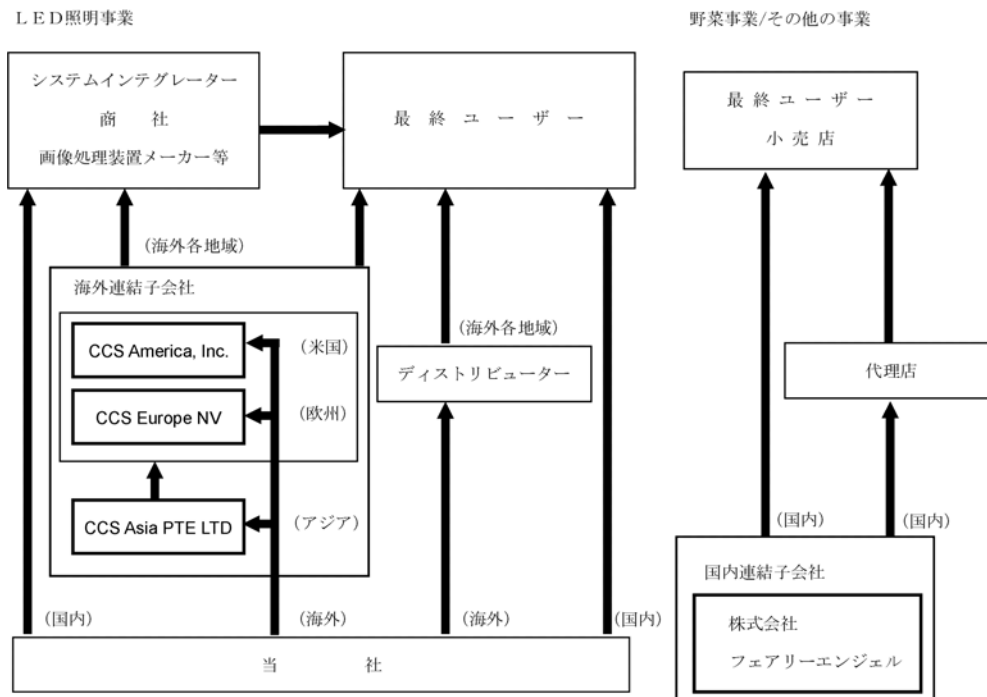 ＬＥＤ照明事業
システムインテグレーター
商　社
画像処理装置メーカー等
最終ユーザー
(海外各地域)
海外連結子会社
CCS America, Inc.
(米国)
CCS Europe NV
(欧州)
CCS Asia PTE LTD
(アジア)
(海外各地域)
ディストリビューター
(国内)
(海外)
(海外)
(国内)
当　社
野菜事業/その他の事業
最終ユーザー
小売店
代理店
(国内)
(国内)
国内連結子会社
株式会社
フェアリーエンジェル